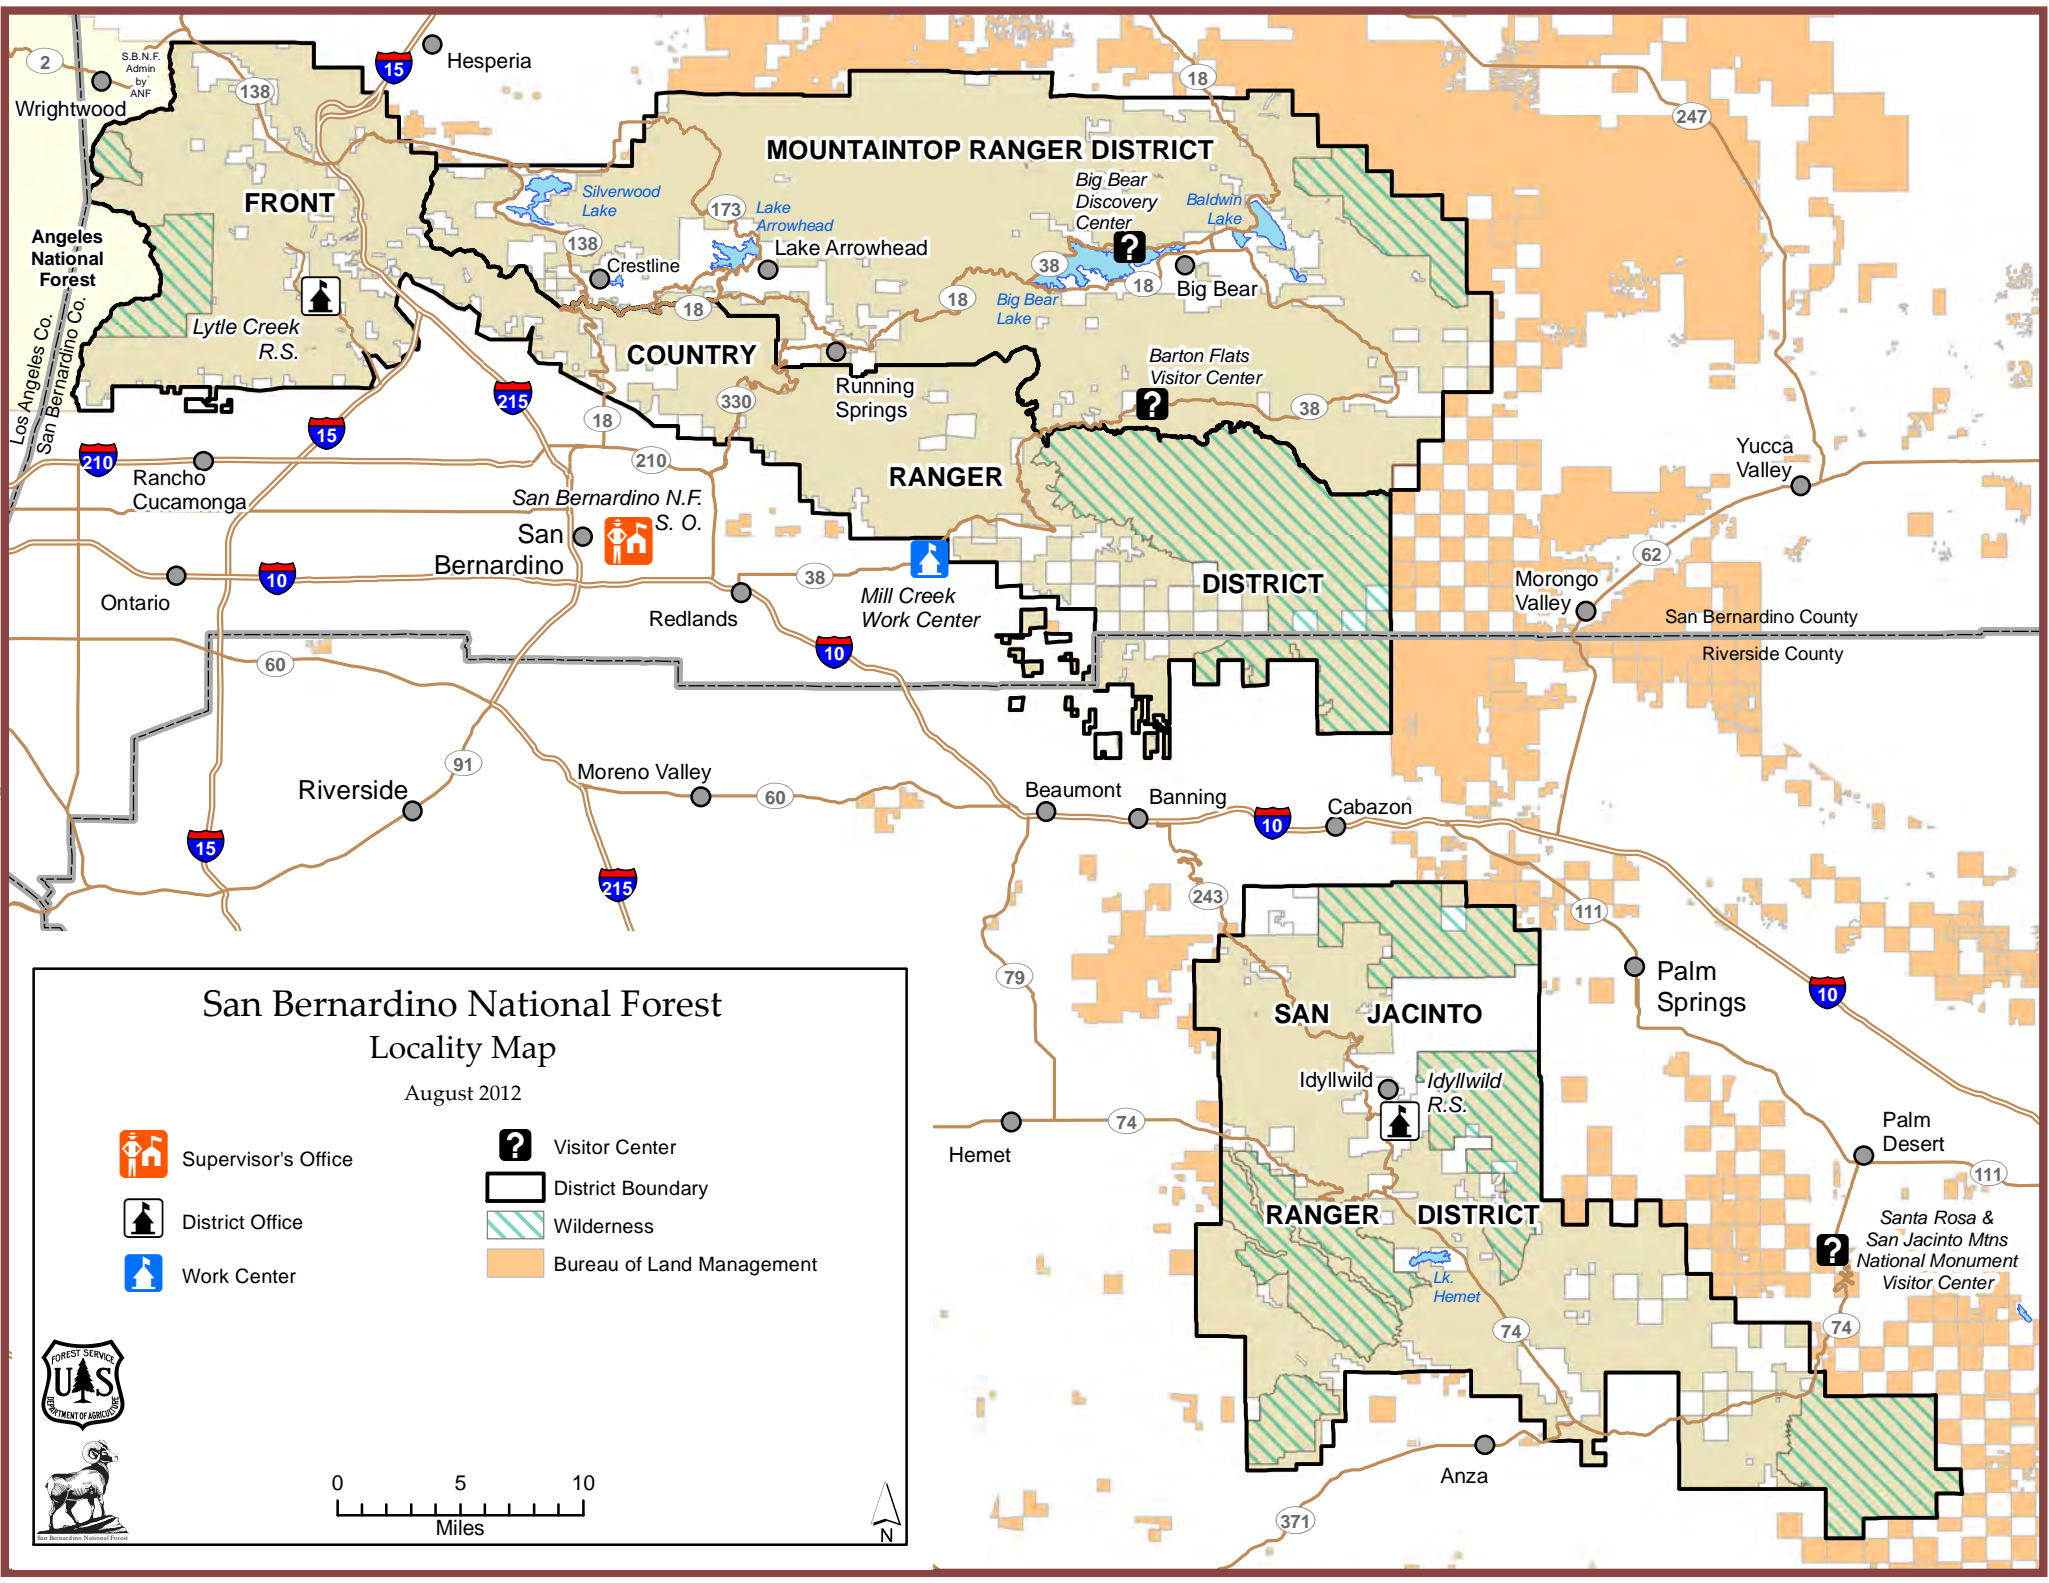 2
Wrightwood
S.B.N.F.
Admin
by
ANF
138
15
Hesperia
18
247
MOUNTAINTOP RANGER DISTRICT
FRONT
Silverwood
Lake
173
Lake
Arrowhead
Lake Arrowhead
138
Crestline
Big Bear
Discovery
Center
Baldwin
Lake
38
18
Big Bear
18
Big Bear
Lake
18
Angeles
National
Forest
Los Angeles Co.
San Bernardino Co.
Lytle Creek
R.S.
COUNTRY
Running
Springs
330
Barton Flats
Visitor Center
38
215
18
15
210
Rancho
Cucamonga
210
RANGER
San Bernardino N.F.
S. O.
San
Bernardino
Yucca
Valley
62
10
Ontario
38
Redlands
Mill Creek
Work Center
DISTRICT
Morongo
Valley
San Bernardino County
Riverside County
60
10
91
Riverside
Moreno Valley
60
Beaumont
Banning
10
Cabazon
15
215
243
111
79
Palm
Springs
10
SAN JACINTO
Idyllwild
Idyllwild
R.S.
Hemet
74
Palm
Desert
111
RANGER DISTRICT
Lk.
Hemet
74
Santa Rosa &
San Jacinto Mtns
National Monument
Visitor Center
74
Anza
371
San Bernardino National Forest
Locality Map
August 2012
Supervisor's Office
District Office
Work Center
Visitor Center
District Boundary
Wilderness
Bureau of Land Management
FOREST SERVICE
U S
DEPARTMENT OF AGRICULTURE
San Bernardino National Forest
0 5 10
Miles
N